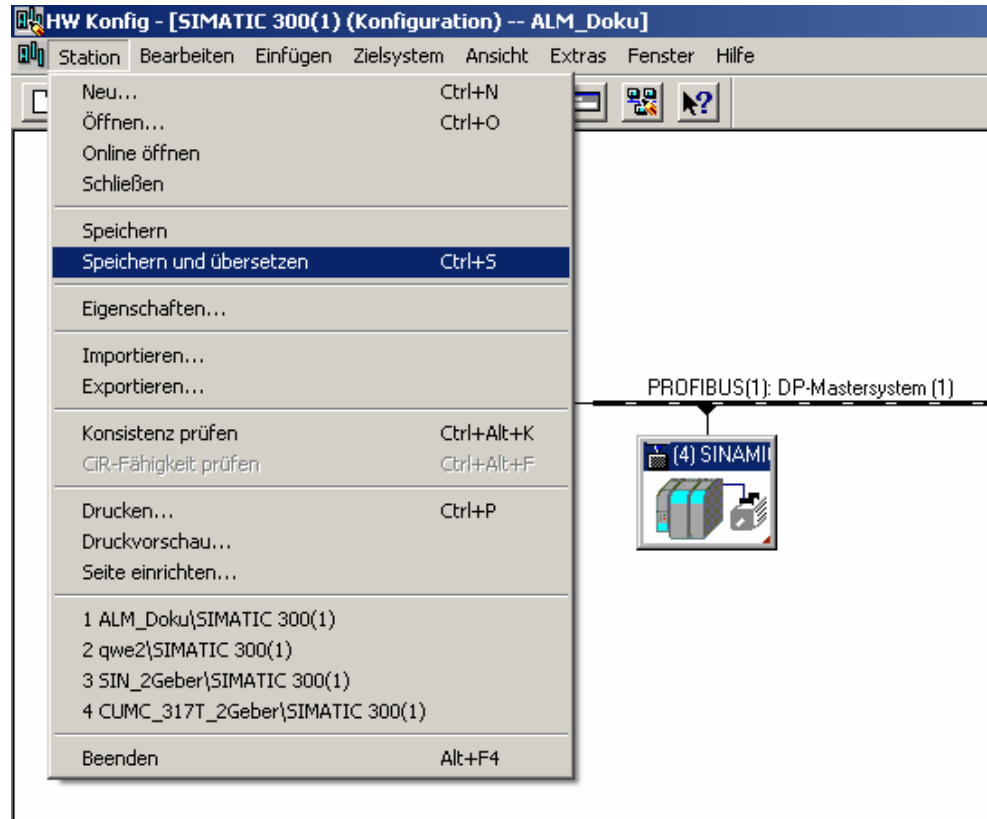 HW Konfig - [SIMATIC 300(1) (Konfiguration) -- ALM_Doku]
Station Bearbeiten Einfügen Zielsystem Ansicht Extras Fenster Hilfe
Neu... Ctrl+N
Öffnen... Ctrl+O
Online öffnen
Schließen
Speichern
Speichern und übersetzen Ctrl+S
Eigenschaften...
Importieren...
Exportieren...
Konsistenz prüfen Ctrl+Alt+K
CiR-Fähigkeit prüfen Ctrl+Alt+F
Drucken... Ctrl+P
Druckvorschau...
Seite einrichten...
1 ALM_Doku\SIMATIC 300(1)
2 qwe2\SIMATIC 300(1)
3 SIN_2Geber\SIMATIC 300(1)
4 CUMC_317T_2Geber\SIMATIC 300(1)
Beenden Alt+F4
PROFIBUS(1): DP-Mastersystem (1)
(4) SINAMI